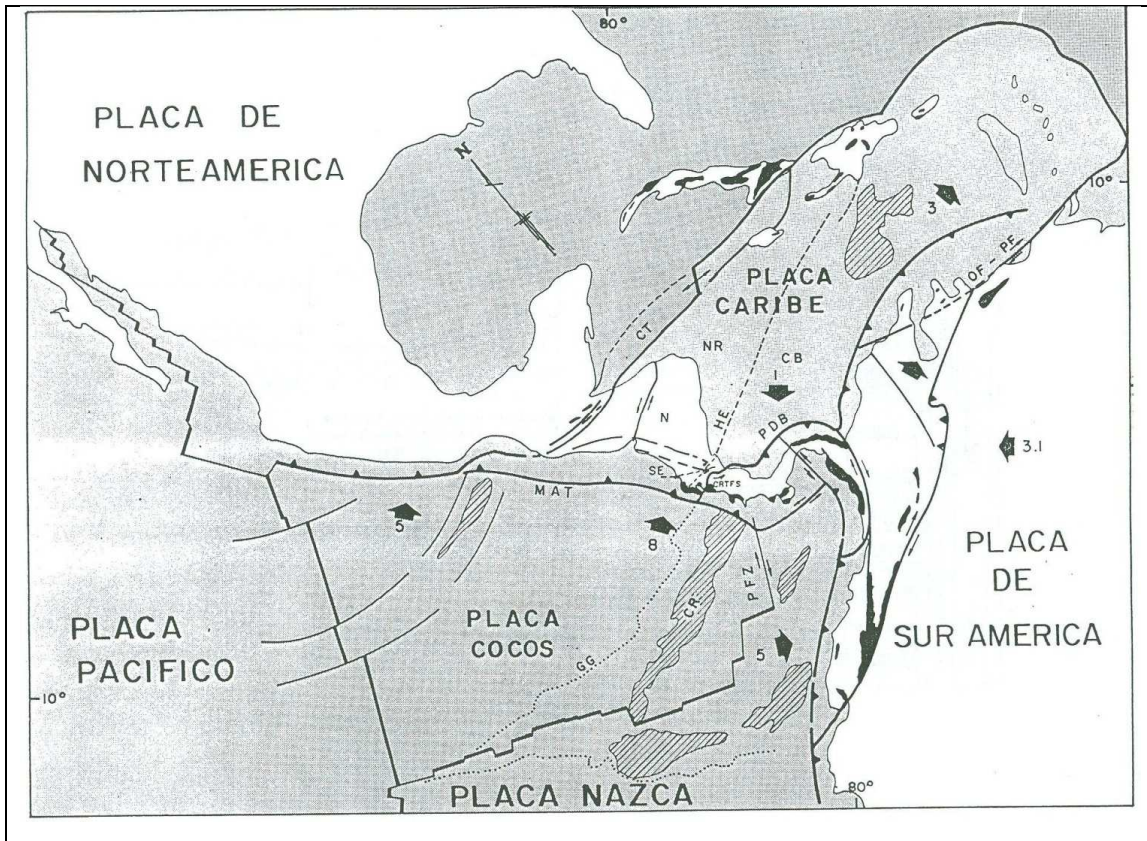 80°
PLACA DE
NORTEAMERICA
N
10°
3
PLACA
CARIBE
OF - PF
CT
NR
CB
1
HE
PDB
N
SE
CRTFS
MAT
3.1
5
8
PLACA
DE
SUR AMERICA
PLACA
PACIFICO
PLACA
COCOS
GG
CR
PFZ
5
10°
80°
PLACA NAZCA